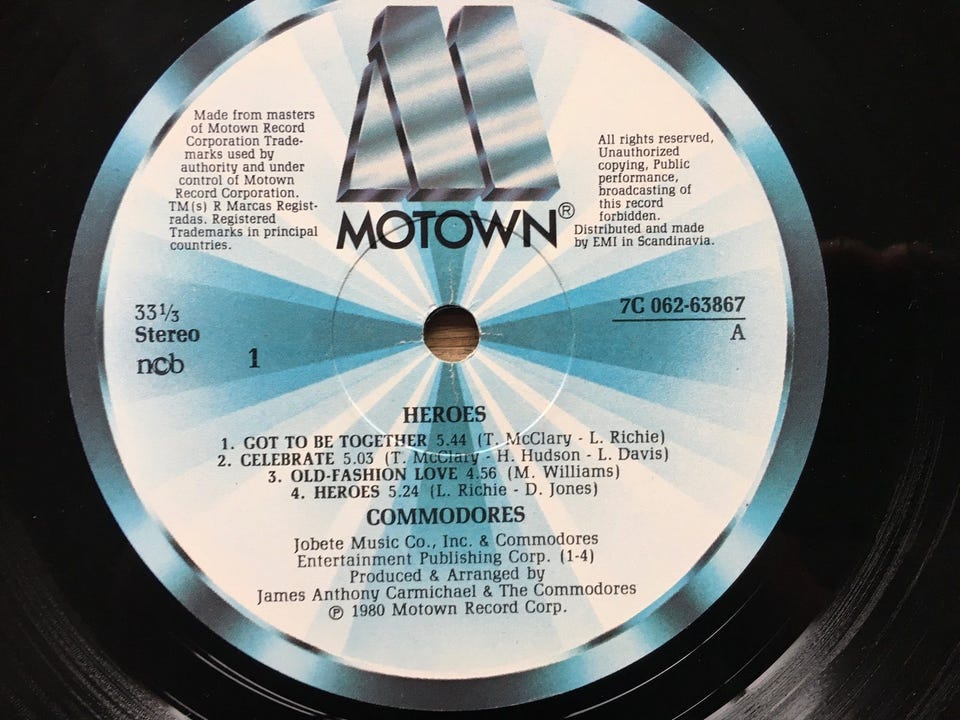 Made from masters
of Motown Record
Corporation Trade-
marks used by
authority and under
control of Motown
Record Corporation.
TM(s) R Marcas Regist-
radas. Registered
Trademarks in principal
countries.
MOTOWN®
All rights reserved,
Unauthorized
copying, Public
performance,
broadcasting of
this record
forbidden.
Distributed and made
by EMI in Scandinavia.
33⅓
Stereo
ncb
1
7C 062-63867
A
HEROES
1. GOT TO BE TOGETHER 5.44 (T. McClary - L. Richie)
2. CELEBRATE 5.03 (T. McClary - H. Hudson - L. Davis)
3. OLD-FASHION LOVE 4.56 (M. Williams)
4. HEROES 5.24 (L. Richie - D. Jones)
COMMODORES
Jobete Music Co., Inc. & Commodores
Entertainment Publishing Corp. (1-4)
Produced & Arranged by
James Anthony Carmichael & The Commodores
℗ 1980 Motown Record Corp.